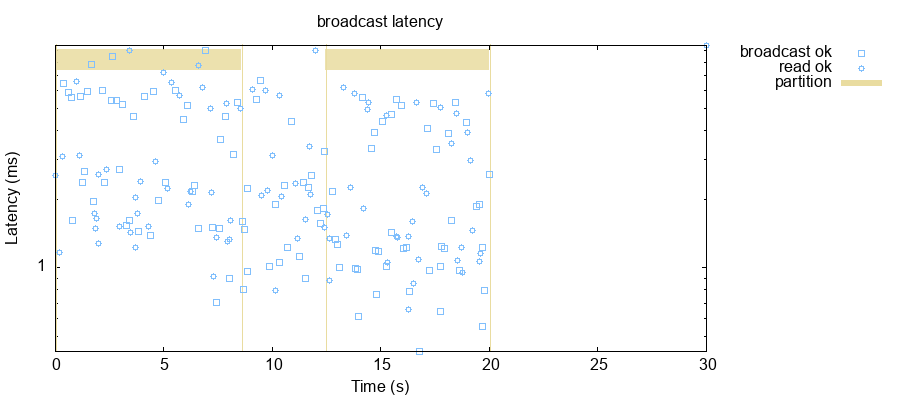 broadcast latency
broadcast ok
read ok
partition
Latency (ms)
1
0 5 10 15 20 25 30
Time (s)